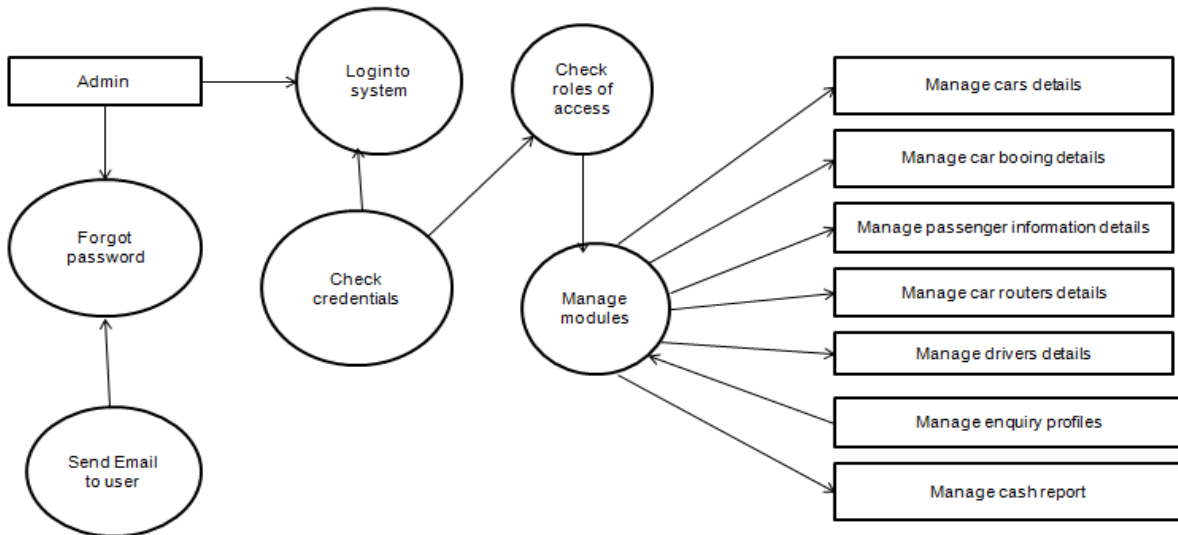 Admin
Login to
system
Check
roles of
access
Manage cars details
Manage car booing details
Forgot
password
Check
credentials
Manage
modules
Manage passenger information details
Manage car routers details
Manage drivers details
Manage enquiry profiles
Send Email
to user
Manage cash report